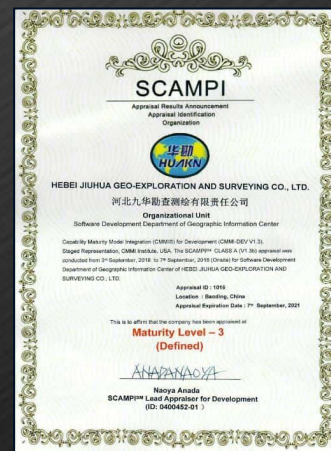 SCAMPI
Appraisal Results Announcement
Appraisal Identification
Organization
华勘
HUAKN
HEBEI JIUHUA GEO-EXPLORATION AND SURVEYING CO., LTD.
河北九华勘查测绘有限责任公司
Organizational Unit
Software Development Department of Geographic Information Center
Capability Maturity Model Integration (CMMI®) for Development (CMMI-DEV V1.3),
Staged Representation, CMMI Institute, USA. The SCAMPI℠ CLASS A (V1.3b) appraisal was
conducted from 3rd September, 2018 to 7th September, 2018 (Onsite) for Software Development
Department of Geographic Information Center of HEBEI JIUHUA GEO-EXPLORATION AND
SURVEYING CO., LTD.
Appraisal ID : 1016
Location : Baoding, China
Appraisal Expiration Date : 7th September, 2021
This is to affirm that the company has been appraised at
Maturity Level – 3
(Defined)
ANADANAOYA
Naoya Anada
SCAMPI℠ Lead Appraiser for Development
(ID: 0400452-01 )